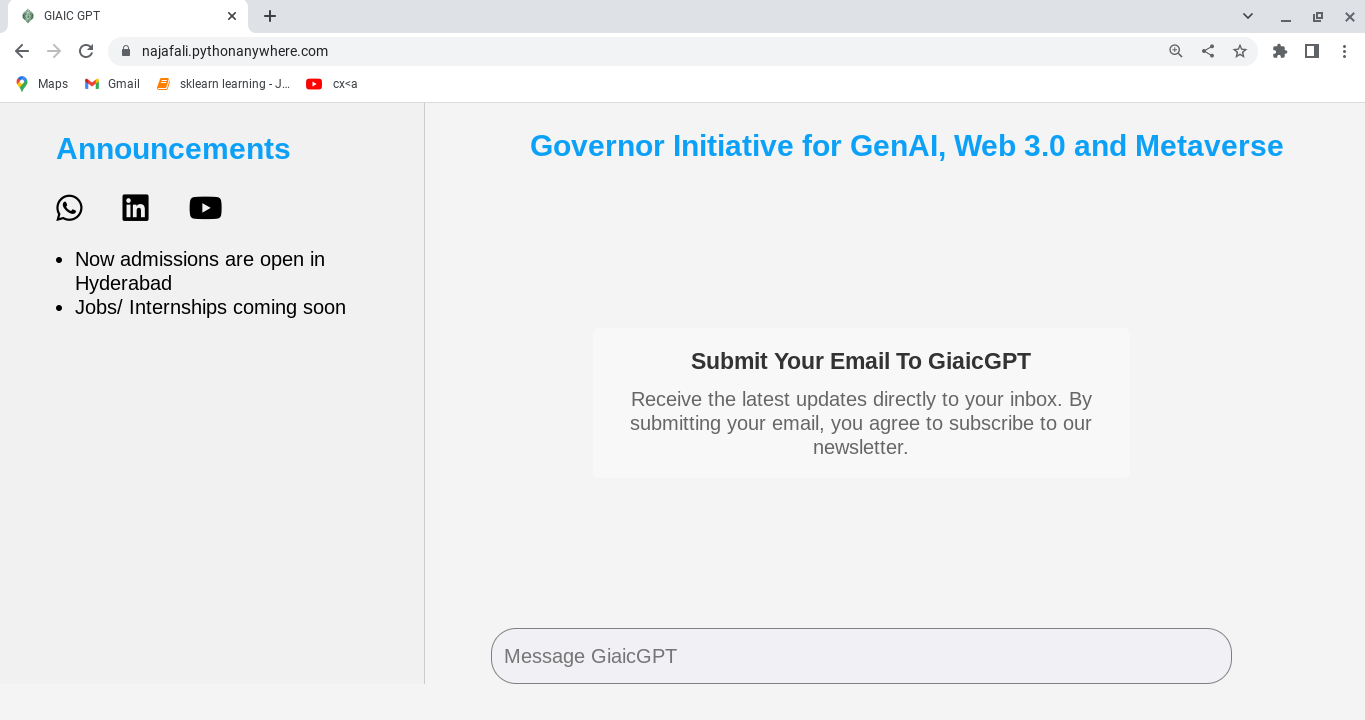 GIAIC GPT
najafali.pythonanywhere.com
Maps
Gmail
sklearn learning - J...
cx<a
Announcements
Now admissions are open in
Hyderabad
Jobs/ Internships coming soon
Governor Initiative for GenAI, Web 3.0 and Metaverse
Submit Your Email To GiaicGPT
Receive the latest updates directly to your inbox. By
submitting your email, you agree to subscribe to our
newsletter.
Message GiaicGPT